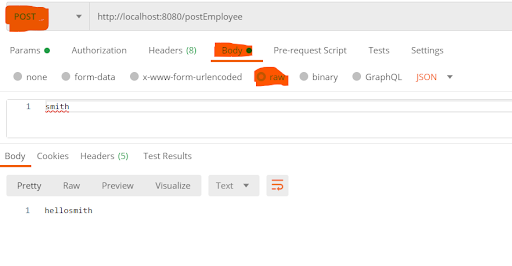 POST http://localhost:8080/postEmployee
Params Authorization Headers (8) Body Pre-request Script Tests Settings
none form-data x-www-form-urlencoded raw binary GraphQL JSON
1 smith
Body Cookies Headers (5) Test Results
Pretty Raw Preview Visualize Text
1 hellosmith